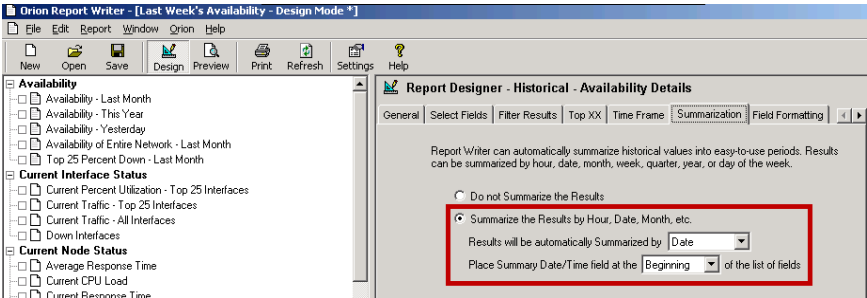 Orion Report Writer - [Last Week's Availability - Design Mode *]
File Edit Report Window Orion Help
New Open Save Design Preview Print Refresh Settings Help
Availability
Availability - Last Month
Availability - This Year
Availability - Yesterday
Availability of Entire Network - Last Month
Top 25 Percent Down - Last Month
Current Interface Status
Current Percent Utilization - Top 25 Interfaces
Current Traffic - Top 25 Interfaces
Current Traffic - All Interfaces
Down Interfaces
Current Node Status
Average Response Time
Current CPU Load
Current Response Time
Report Designer - Historical - Availability Details
General Select Fields Filter Results Top XX Time Frame Summarization Field Formatting
Report Writer can automatically summarize historical values into easy-to-use periods. Results
can be summarized by hour, date, month, week, quarter, year, or day of the week.
Do not Summarize the Results
Summarize the Results by Hour, Date, Month, etc.
Results will be automatically Summarized by Date
Place Summary Date/Time field at the Beginning of the list of fields